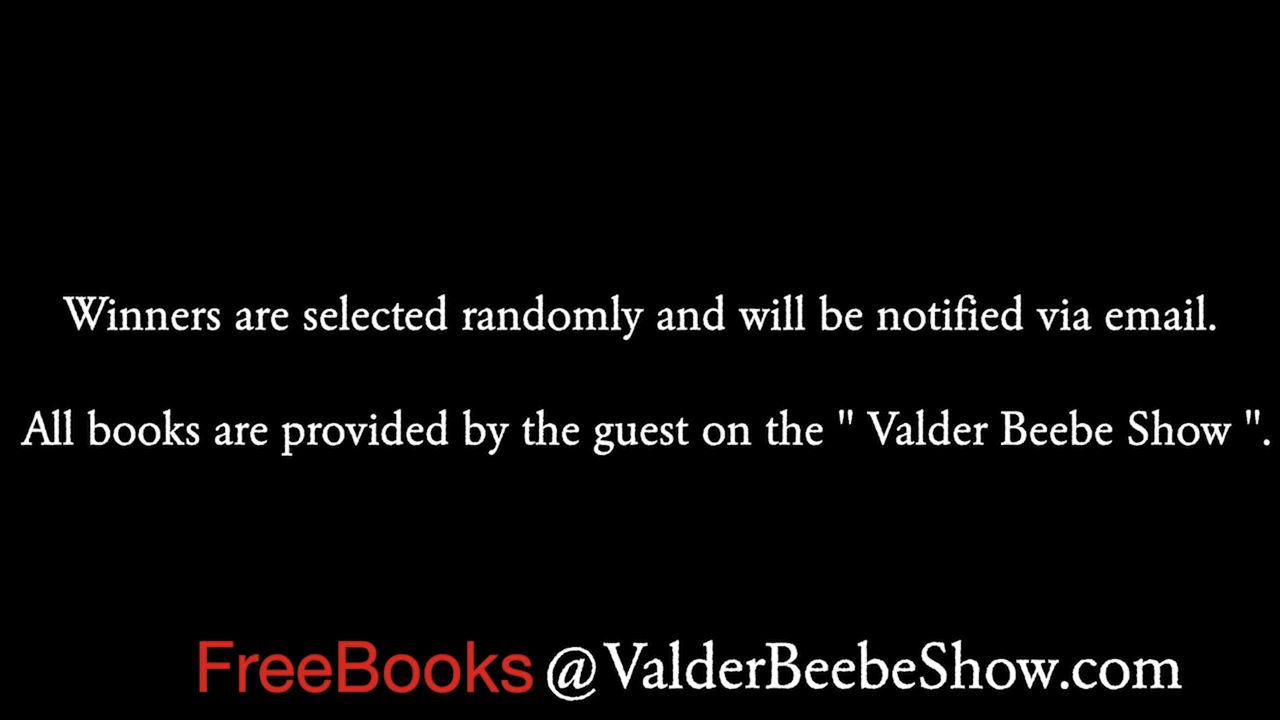 Winners are selected randomly and will be notified via email.
All books are provided by the guest on the " Valder Beebe Show ".
FreeBooks @ValderBeebeShow.com